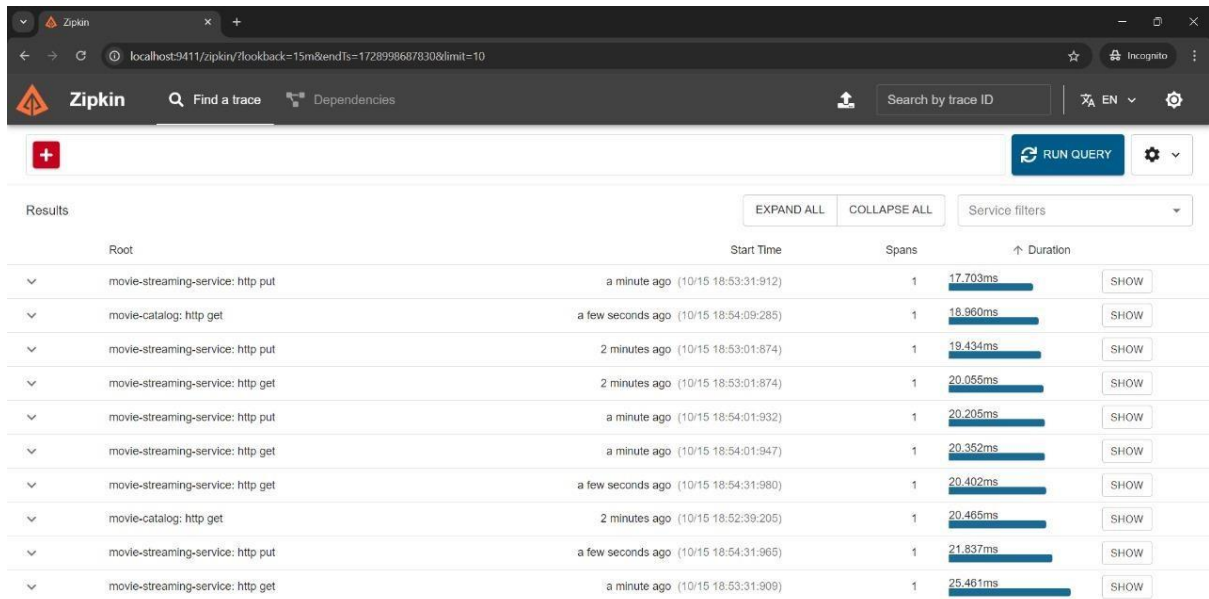 Zipkin
localhost:9411/zipkin/?lookback=15m&endTs=1728998687830&limit=10
Incognito
Zipkin
Find a trace
Dependencies
Search by trace ID
EN
RUN QUERY
Results
EXPAND ALL
COLLAPSE ALL
Service filters
Root Start Time Spans Duration
movie-streaming-service: http put a minute ago (10/15 18:53:31:912) 1 17.703ms SHOW
movie-catalog: http get a few seconds ago (10/15 18:54:09:285) 1 18.960ms SHOW
movie-streaming-service: http put 2 minutes ago (10/15 18:53:01:874) 1 19.434ms SHOW
movie-streaming-service: http get 2 minutes ago (10/15 18:53:01:874) 1 20.055ms SHOW
movie-streaming-service: http put a minute ago (10/15 18:54:01:932) 1 20.205ms SHOW
movie-streaming-service: http get a minute ago (10/15 18:54:01:947) 1 20.352ms SHOW
movie-streaming-service: http get a few seconds ago (10/15 18:54:31:980) 1 20.402ms SHOW
movie-catalog: http get 2 minutes ago (10/15 18:52:39:205) 1 20.465ms SHOW
movie-streaming-service: http put a few seconds ago (10/15 18:54:31:965) 1 21.837ms SHOW
movie-streaming-service: http get a minute ago (10/15 18:53:31:909) 1 25.461ms SHOW